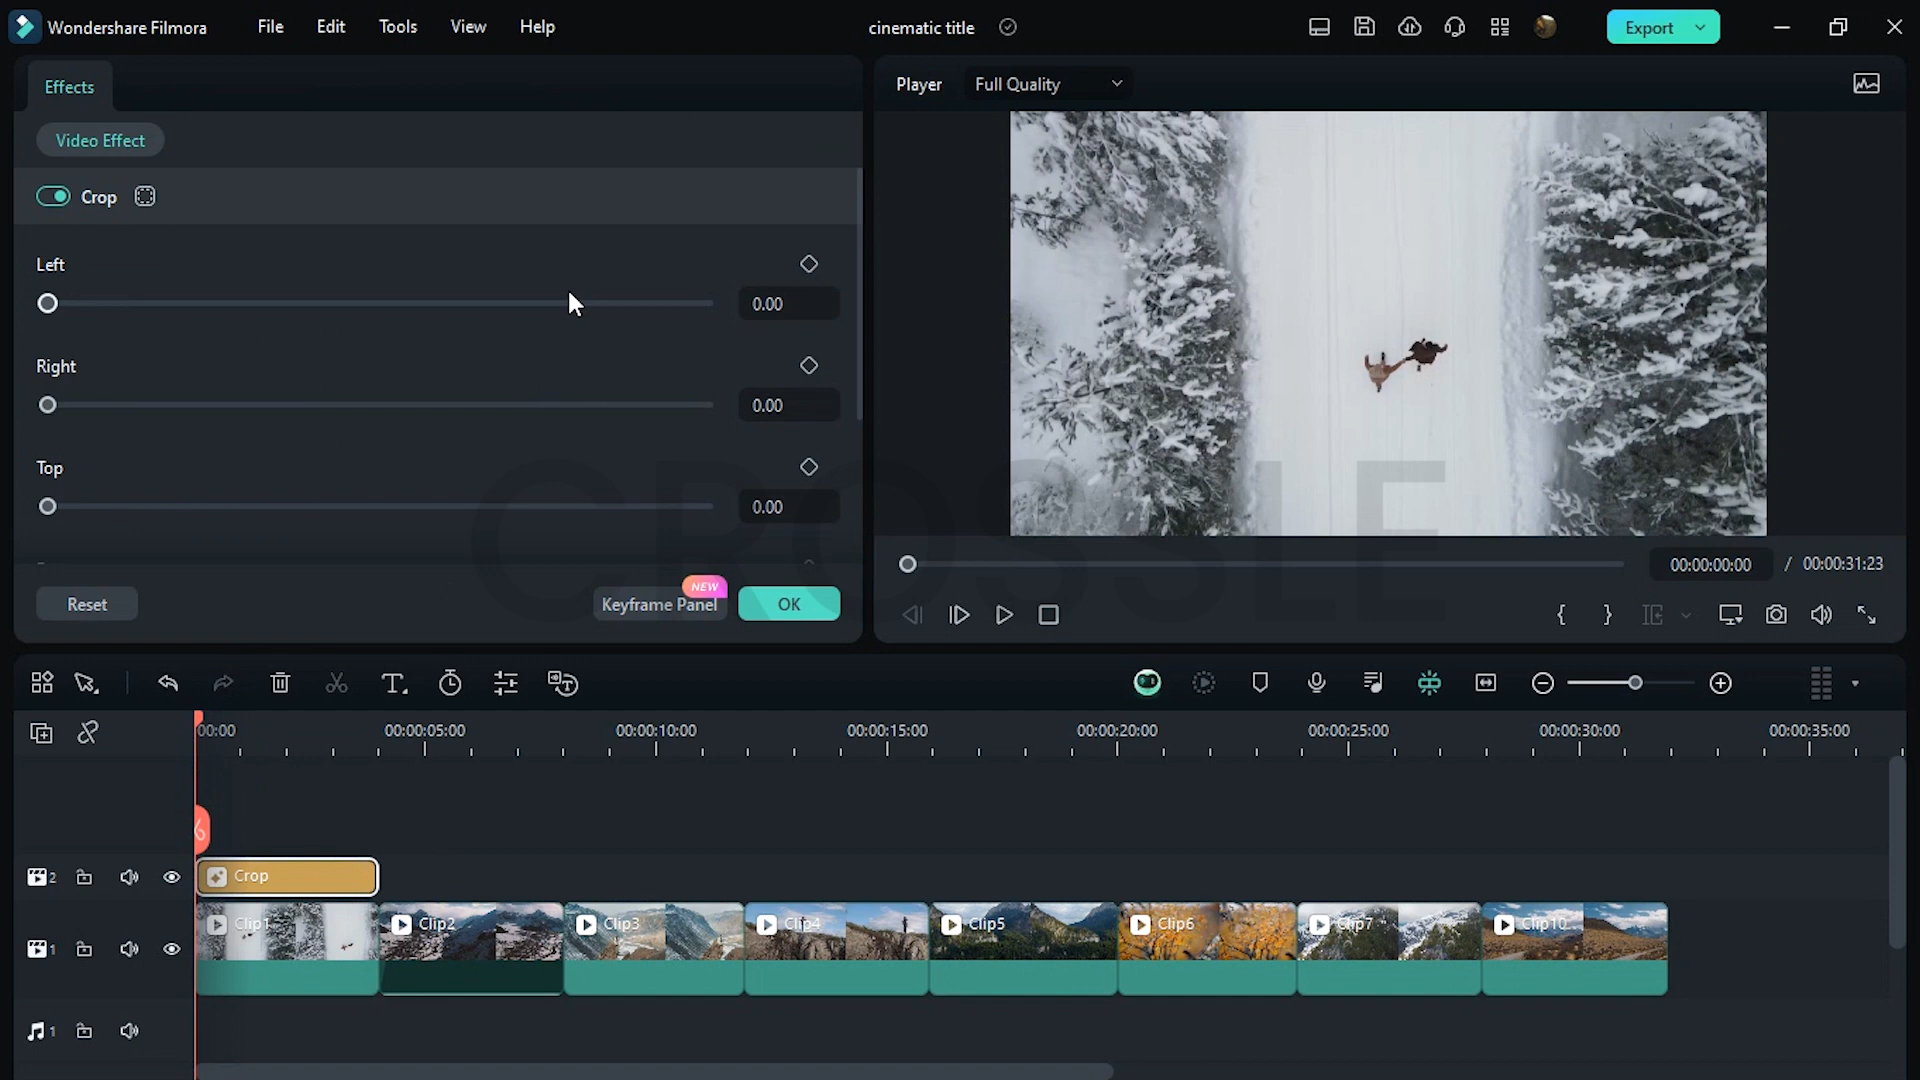 Wondershare Filmora
File
Edit
Tools
View
Help
cinematic title
Export
Effects
Video Effect
Crop
Left
0.00
Right
0.00
Top
0.00
Reset
NEW
Keyframe Panel
OK
Player
Full Quality
CROSSLE
00:00:00:00 / 00:00:31:23
00:00
00:00:05:00
00:00:10:00
00:00:15:00
00:00:20:00
00:00:25:00
00:00:30:00
00:00:35:00
2
Crop
1
Clip1
Clip2
Clip3
Clip4
Clip5
Clip6
Clip7
Clip10
1